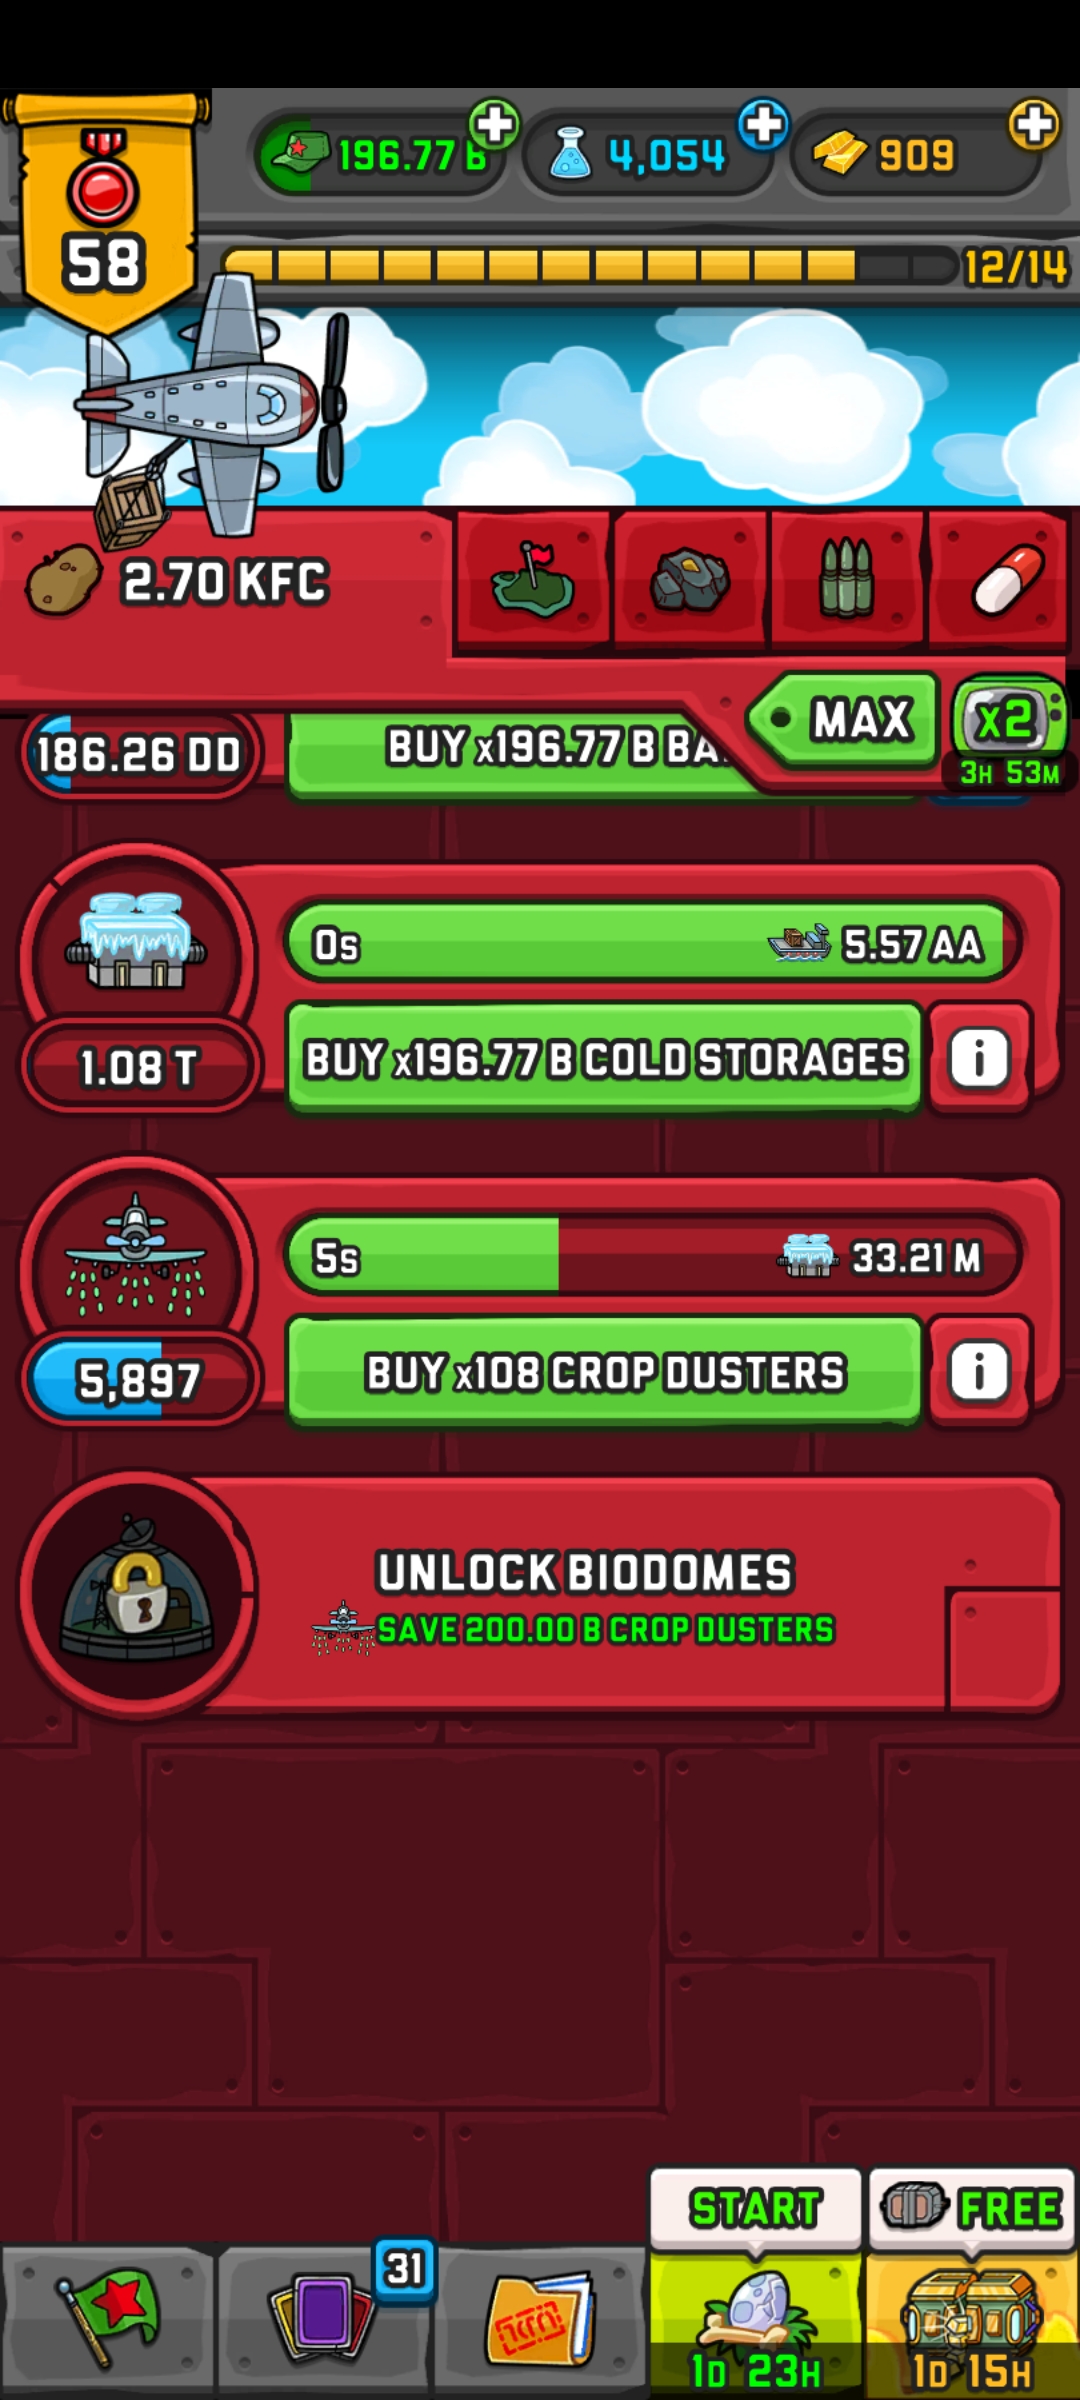 58
196.77 B
4,054
909
12/14
2.70 KFC
MAX
x2
3H 53M
186.26 DD
BUY x196.77 B BA
0s
5.57 AA
1.08 T
BUY x196.77 B COLD STORAGES
i
5s
33.21 M
5,897
BUY x108 CROP DUSTERS
i
UNLOCK BIODOMES
SAVE 200.00 B CROP DUSTERS
START
FREE
31
1D 23H
1D 15H